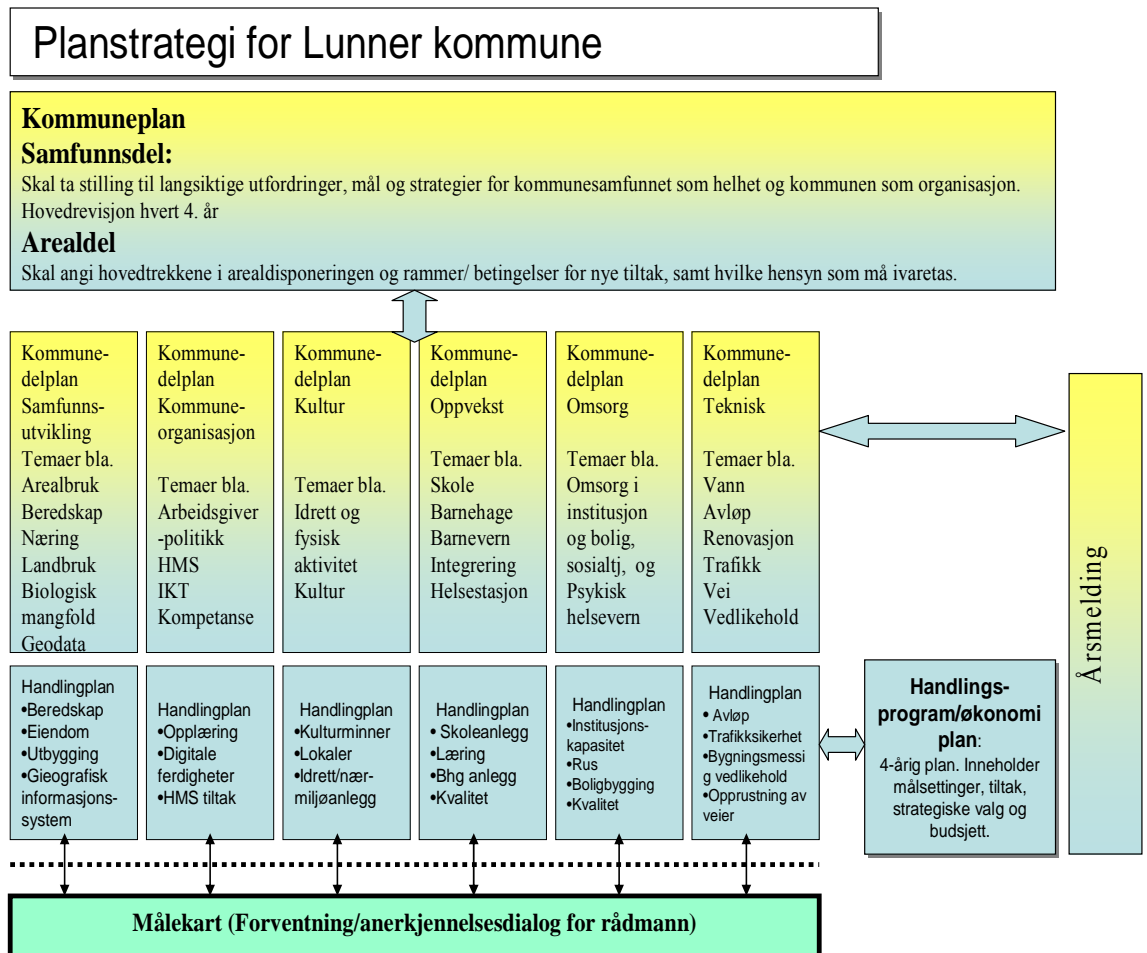 Planstrategi for Lunner kommune
Kommuneplan
Samfunnsdel:
Skal ta stilling til langsiktige utfordringer, mål og strategier for kommunesamfunnet som helhet og kommunen som organisasjon.
Hovedrevisjon hvert 4. år
Arealdel
Skal angi hovedtrekkene i arealdisponeringen og rammer/ betingelser for nye tiltak, samt hvilke hensyn som må ivaretas.
Kommune-
delplan
Samfunns-
utvikling
Temaer bla.
Arealbruk
Beredskap
Næring
Landbruk
Biologisk
mangfold
Geodata
Kommune-
delplan
Kommune-
organisasjon
Temaer bla.
Arbeidsgiver
-politikk
HMS
IKT
Kompetanse
Kommune-
delplan
Kultur
Temaer bla.
Idrett og
fysisk
aktivitet
Kultur
Kommune-
delplan
Oppvekst
Temaer bla.
Skole
Barnehage
Barnevern
Integrering
Helsestasjon
Kommune-
delplan
Omsorg
Temaer bla.
Omsorg i
institusjon
og bolig,
sosialtj, og
Psykisk
helsevern
Kommune-
delplan
Teknisk
Temaer bla.
Vann
Avløp
Renovasjon
Trafikk
Vei
Vedlikehold
Årsmelding
Handlingplan
•Beredskap
•Eiendom
•Utbygging
•Gieografisk
informasjons-
system
Handlingplan
•Opplæring
•Digitale
ferdigheter
•HMS tiltak
Handlingplan
•Kulturminner
•Lokaler
•Idrett/nær-
miljøanlegg
Handlingplan
• Skoleanlegg
•Læring
•Bhg anlegg
•Kvalitet
Handlingplan
•Institusjons-
kapasitet
•Rus
•Boligbygging
•Kvalitet
Handlingplan
• Avløp
•Trafikksikerhet
•Bygningsmessi
g vedlikehold
•Opprustning av
veier
Handlings-
program/økonomi
plan:
4-årig plan. Inneholder
målsettinger, tiltak,
strategiske valg og
budsjett.
Målekart (Forventning/anerkjennelsesdialog for rådmann)